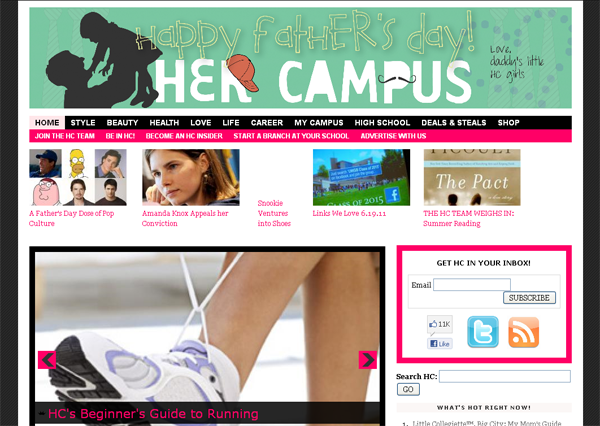 Happy Father's day!
HER CAMPUS
Love,
daddy's little
HC girls
HOME STYLE BEAUTY HEALTH LOVE LIFE CAREER MY CAMPUS HIGH SCHOOL DEALS & STEALS SHOP
JOIN THE HC TEAM BE IN HC! BECOME AN HC INSIDER START A BRANCH AT YOUR SCHOOL ADVERTISE WITH US
CLASS OF 2015
PICOULT
The Pact
A Father's Day Dose of Pop
Culture
Amanda Knox Appeals her
Conviction
Snookie
Ventures
into Shoes
Links We Love 6.19.11
THE HC TEAM WEIGHS IN:
Summer Reading
HC's Beginner's Guide to Running
GET HC IN YOUR INBOX!
Email
SUBSCRIBE
11K
Like
Search HC:
GO
WHAT'S HOT RIGHT NOW!
1. Little Collegiette™, Big City: My Mom's Guide